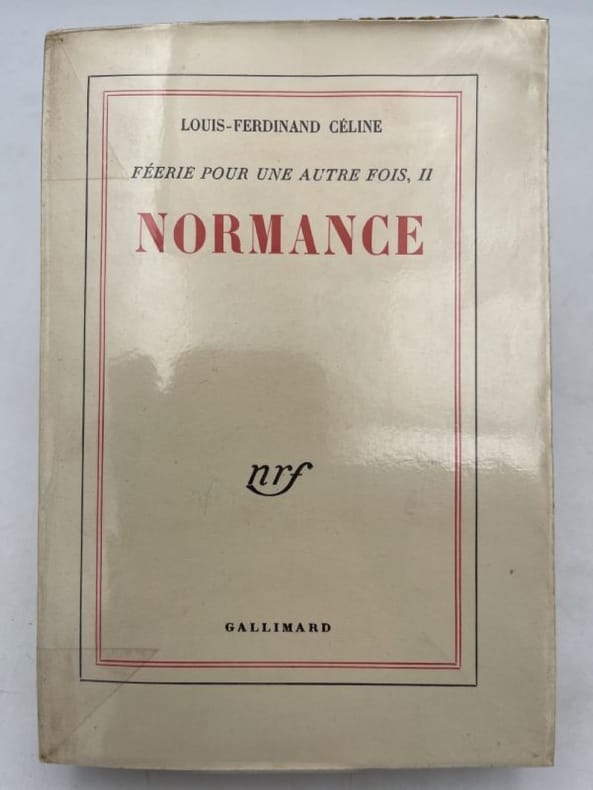 LOUIS-FERDINAND CÉLINE
FÉERIE POUR UNE AUTRE FOIS, II
NORMANCE
nrf
GALLIMARD